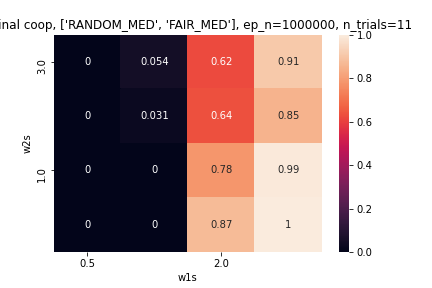 inal coop, ['RANDOM_MED', 'FAIR_MED'], ep_n=1000000, n_trials=11
1.0
3.0 0 0.054 0.62 0.91
0.8
0 0.031 0.64 0.85
0.6
w2s
0.4
1.0 0 0 0.78 0.99
0.2
0 0 0.87 1
0.0
0.5 2.0
w1s